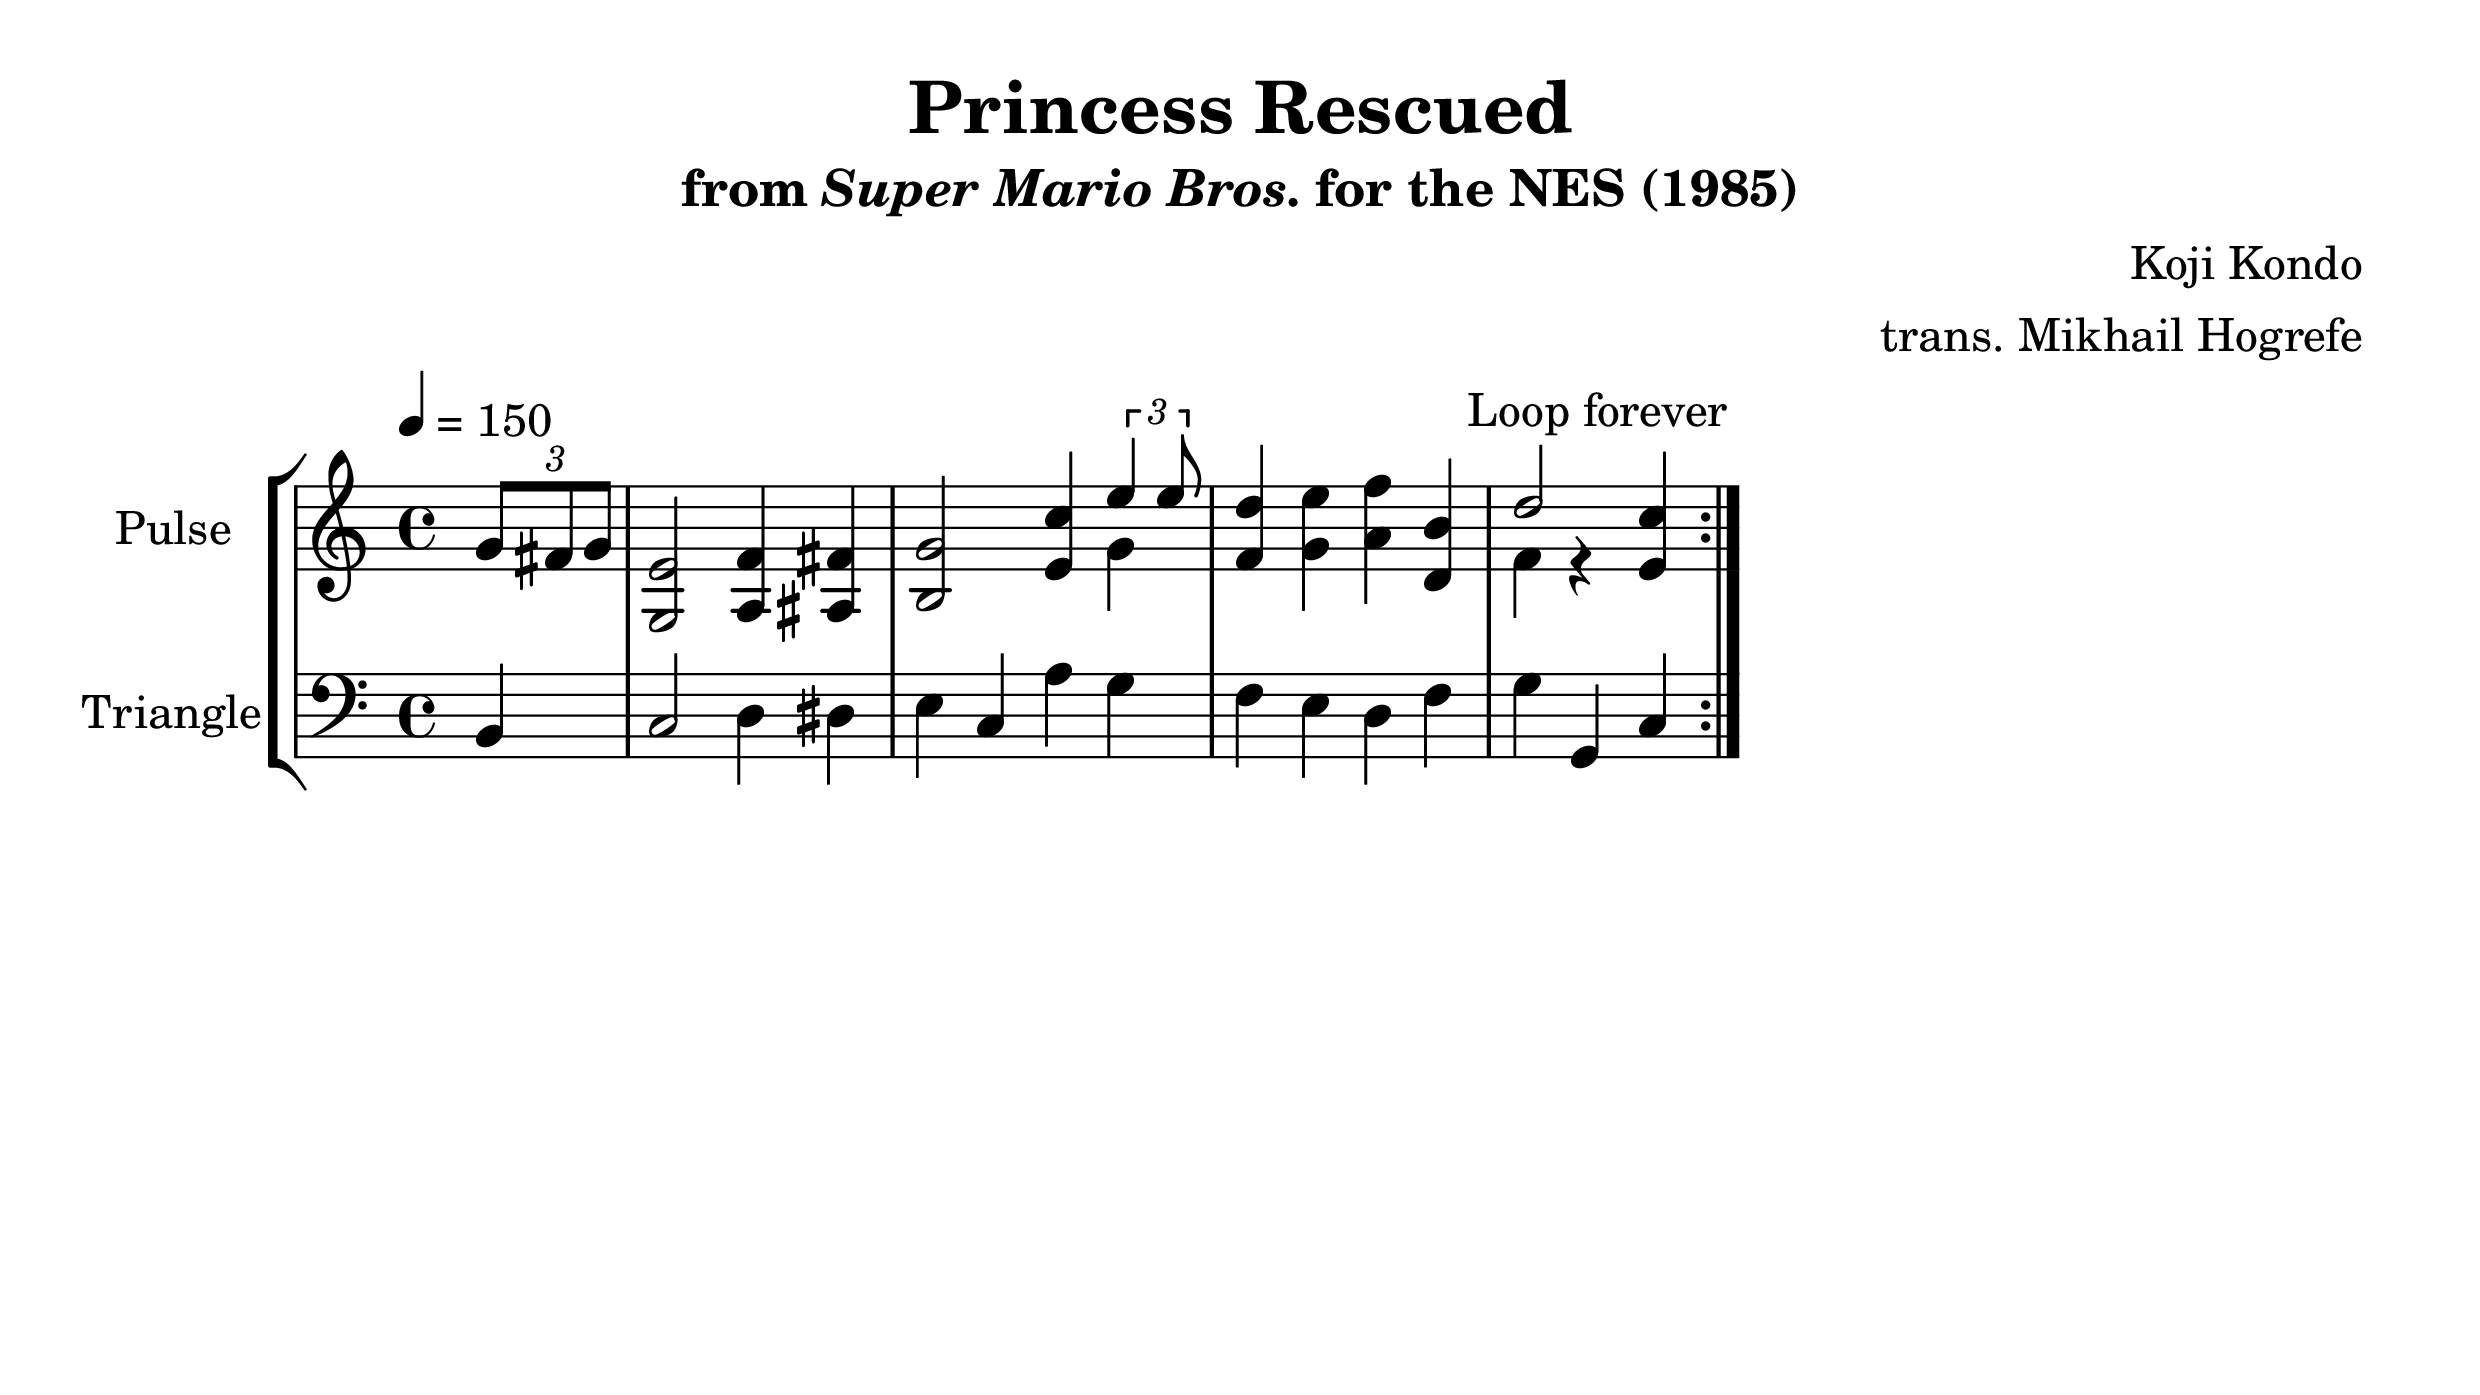 Princess Rescued
from Super Mario Bros. for the NES (1985)
Koji Kondo
trans. Mikhail Hogrefe
= 150
Loop forever
3
3
Pulse
Triangle